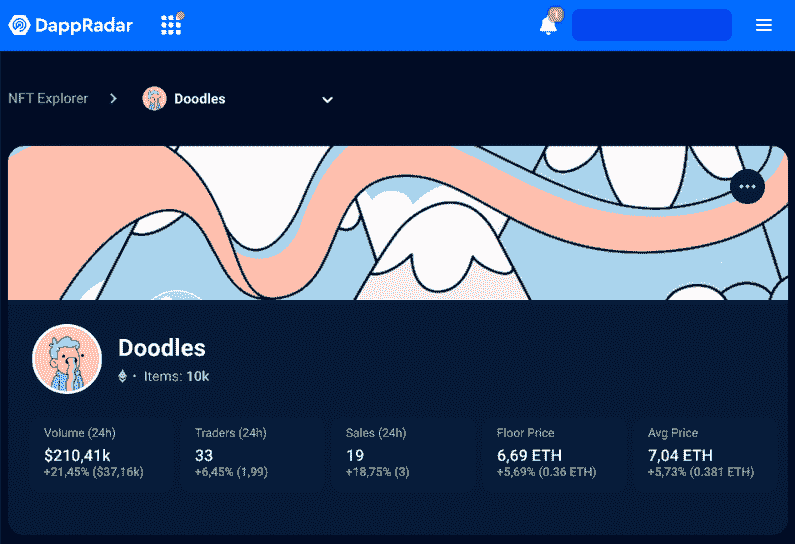 DappRadar
1
NFT Explorer > Doodles
Doodles
Items: 10k
Volume (24h) Traders (24h) Sales (24h) Floor Price Avg Price
$210,41k 33 19 6,69 ETH 7,04 ETH
+21,45% ($37,16k) +6,45% (1,99) +18,75% (3) +5,69% (0.36 ETH) +5,73% (0.381 ETH)